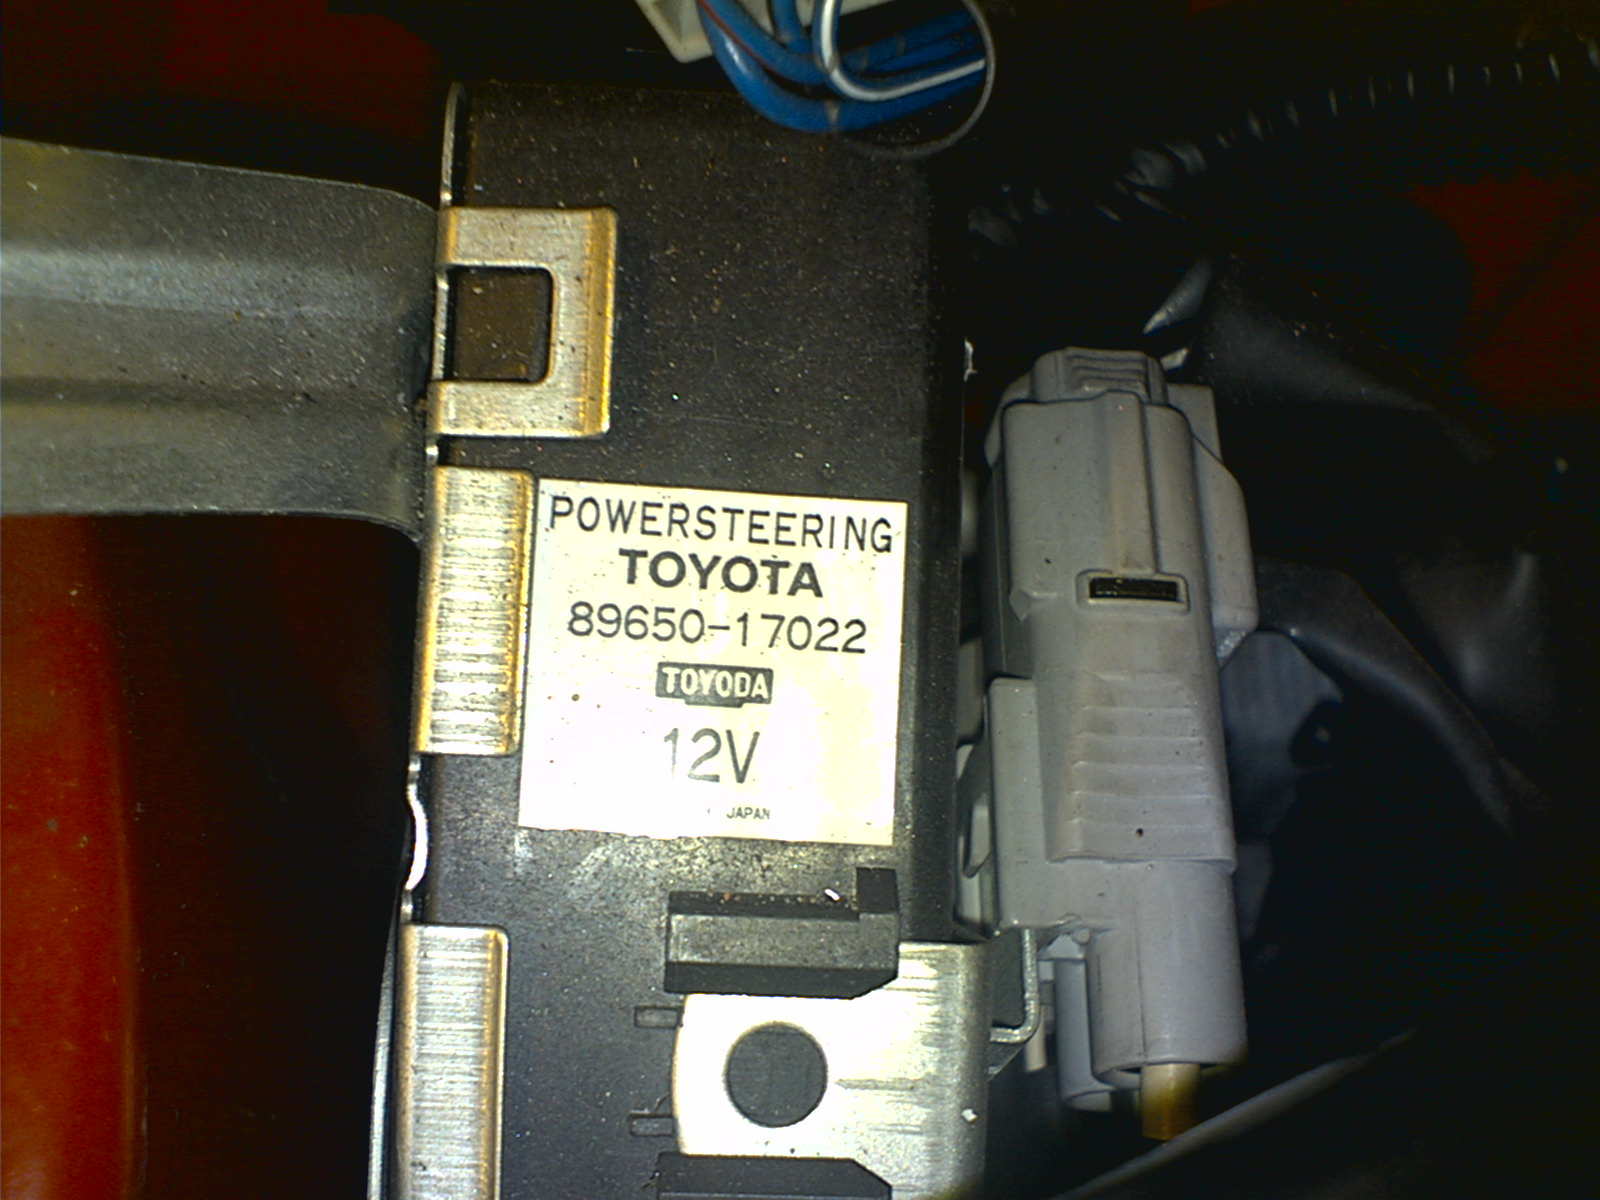 POWERSTEERING
TOYOTA
89650-17022
TOYODA
12V
JAPAN